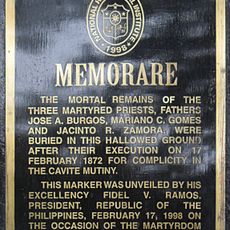 NATIONAL
INSTITUTE
1998
MEMORARE
THE MORTAL REMAINS OF THE
THREE MARTYRED PRIESTS, FATHERS
JOSE A. BURGOS, MARIANO C. GOMES
AND JACINTO R. ZAMORA, WERE
BURIED IN THIS HALLOWED GROUND
AFTER THEIR EXECUTION ON 17
FEBRUARY 1872 FOR COMPLICITY IN
THE CAVITE MUTINY.
THIS MARKER WAS UNVEILED BY HIS
EXCELLENCY FIDEL V. RAMOS,
PRESIDENT, REPUBLIC OF THE
PHILIPPINES, FEBRUARY 17, 1998 ON
THE OCCASION OF THE MARTYRDOM